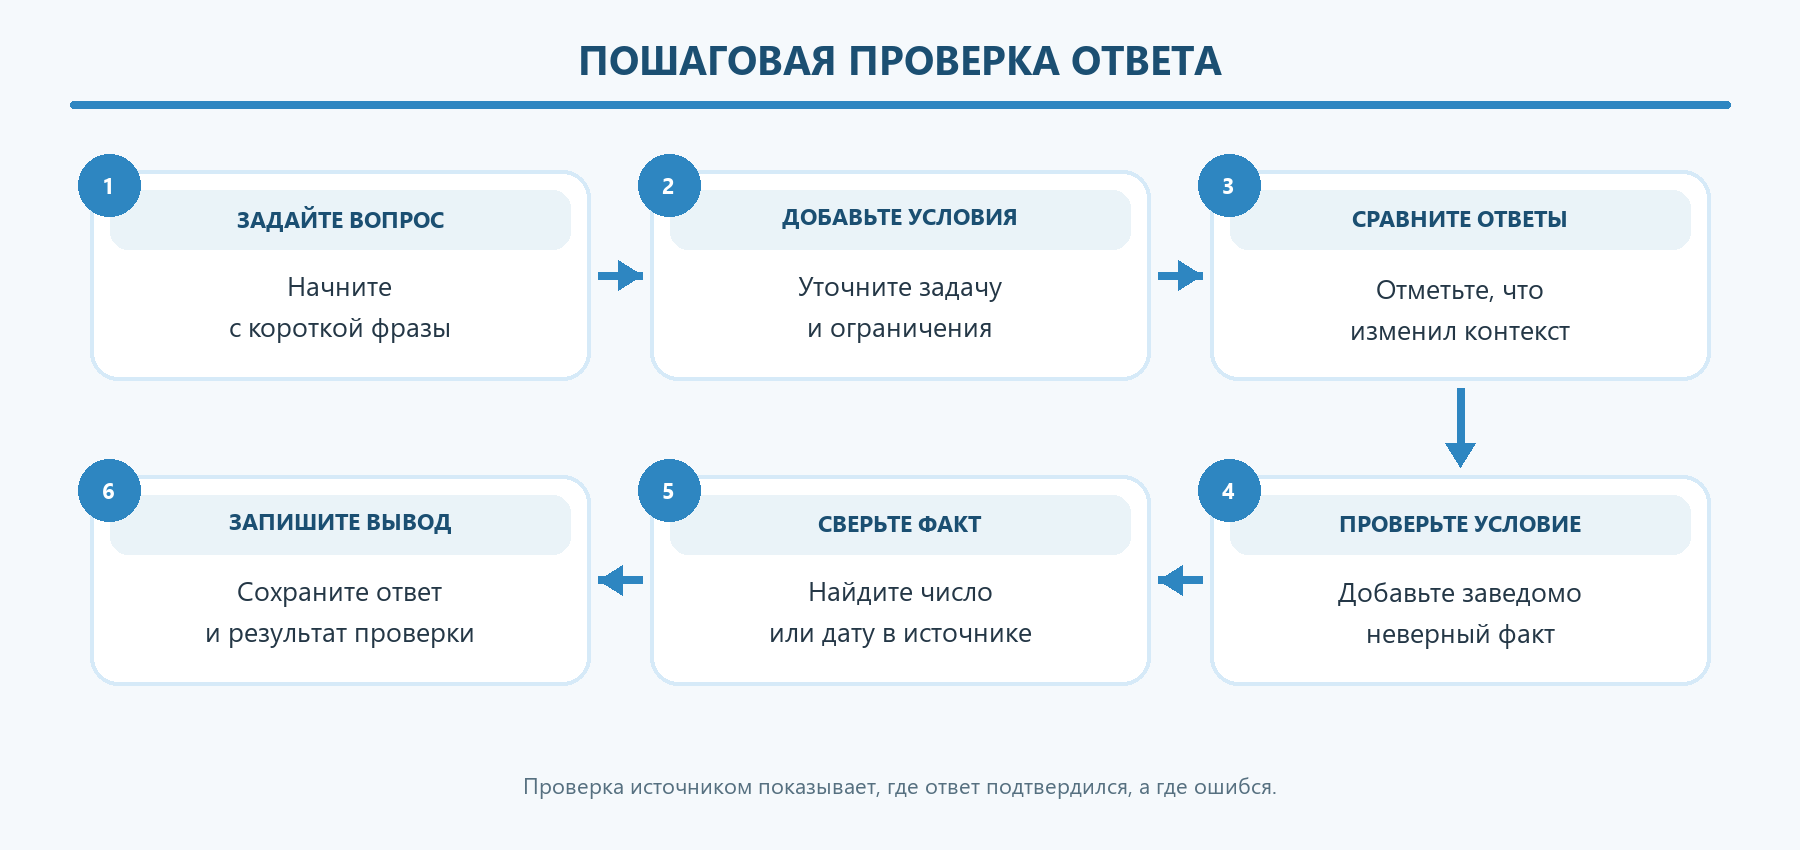 ПОШАГОВАЯ ПРОВЕРКА ОТВЕТА
1
ЗАДАЙТЕ ВОПРОС
Начните
с короткой фразы
2
ДОБАВЬТЕ УСЛОВИЯ
Уточните задачу
и ограничения
3
СРАВНИТЕ ОТВЕТЫ
Отметьте, что
изменил контекст
4
ПРОВЕРЬТЕ УСЛОВИЕ
Добавьте заведомо
неверный факт
5
СВЕРЬТЕ ФАКТ
Найдите число
или дату в источнике
6
ЗАПИШИТЕ ВЫВОД
Сохраните ответ
и результат проверки
Проверка источником показывает, где ответ подтвердился, а где ошибся.